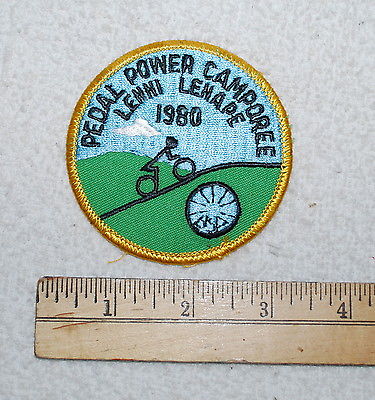 PEDAL POWER CAMPOREE
LENNI LENAPE
1980
1 2 3 4